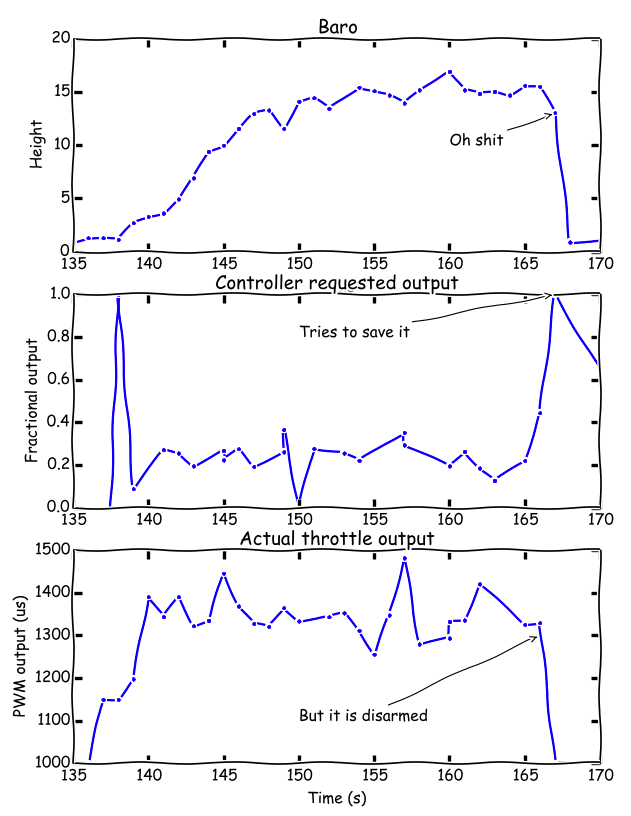 Baro
20
15
10
5
0
Height
Oh shit
135 140 145 150 155 160 165 170
Controller requested output
1.0
0.8
0.6
0.4
0.2
0.0
Fractional output
Tries to save it
135 140 145 150 155 160 165 170
Actual throttle output
1500
1400
1300
1200
1100
1000
PWM output (us)
But it is disarmed
135 140 145 150 155 160 165 170
Time (s)